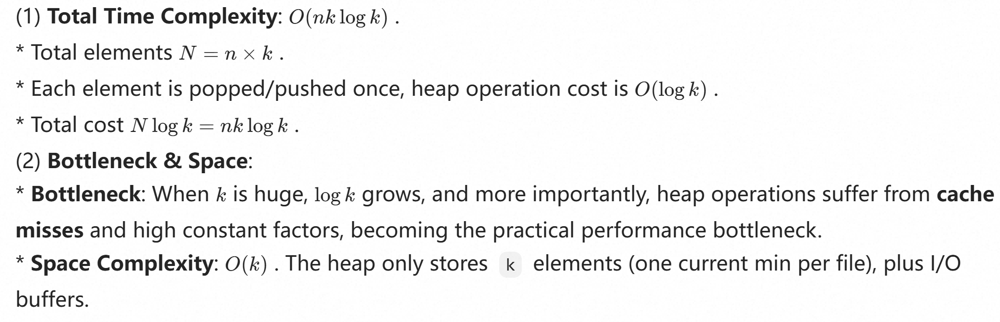 (1) Total Time Complexity: O(nk log k) .
* Total elements N = n × k .
* Each element is popped/pushed once, heap operation cost is O(log k) .
* Total cost N log k = nk log k .
(2) Bottleneck & Space:
* Bottleneck: When k is huge, log k grows, and more importantly, heap operations suffer from cache
misses and high constant factors, becoming the practical performance bottleneck.
* Space Complexity: O(k) . The heap only stores k elements (one current min per file), plus I/O
buffers.